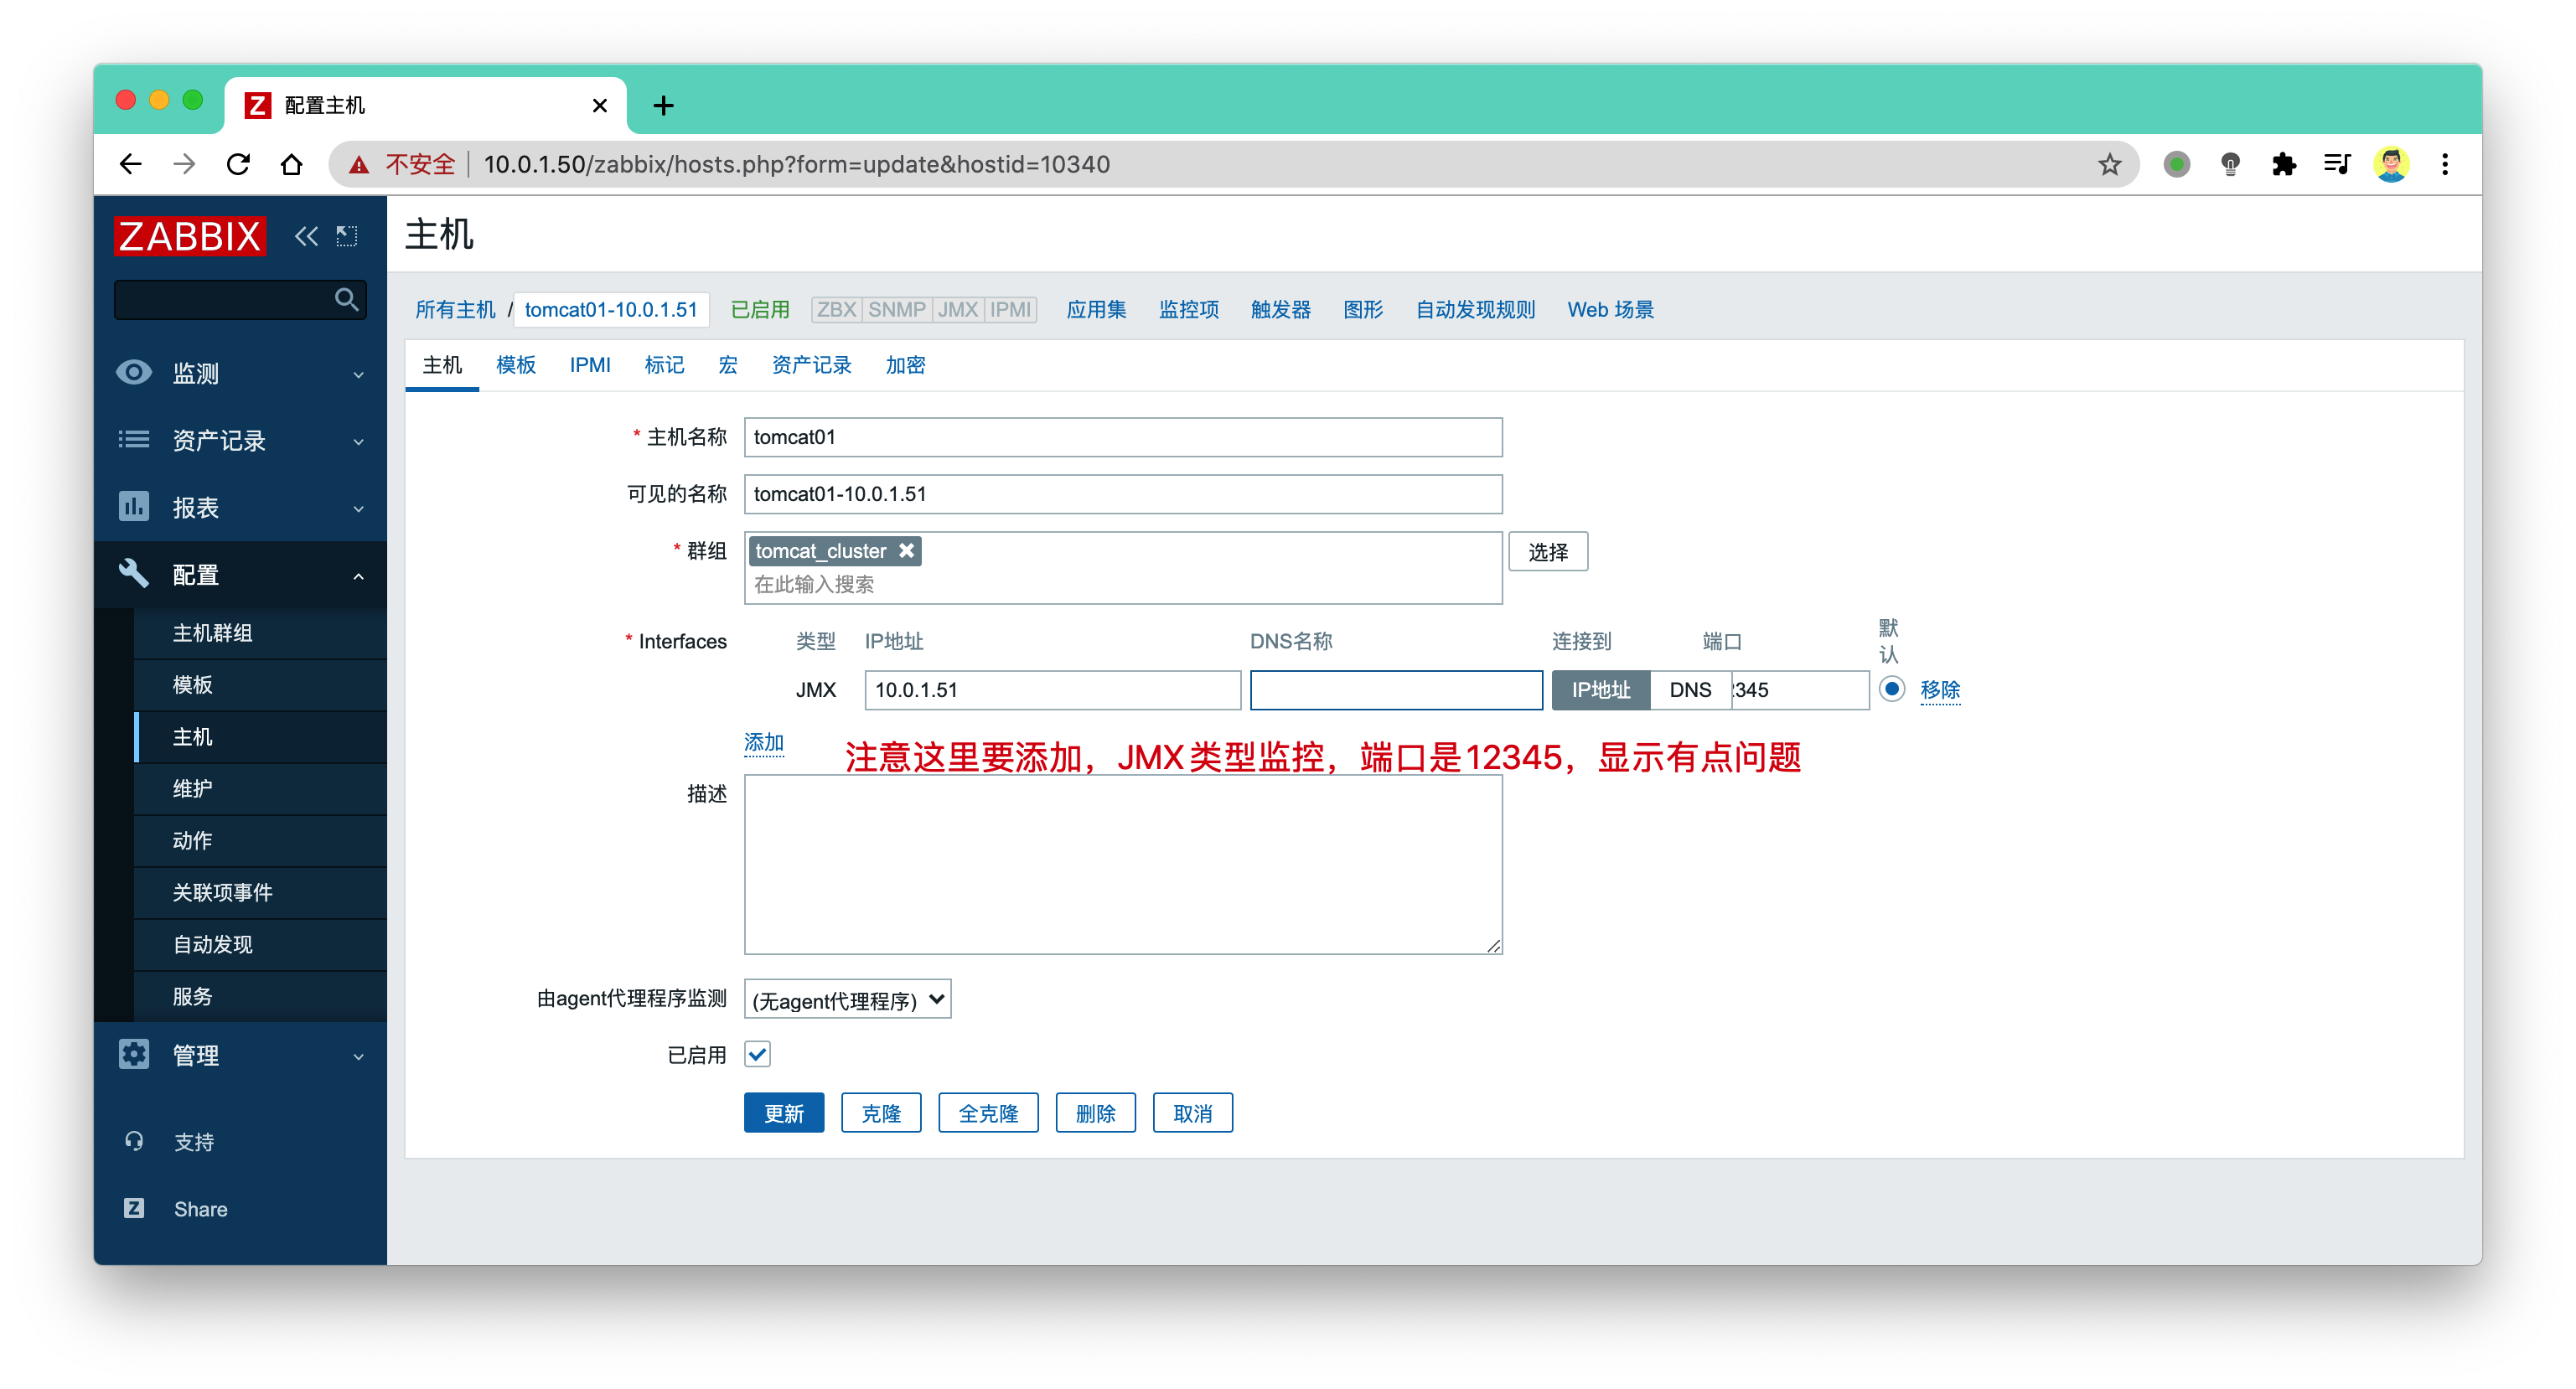 配置主机
不安全 10.0.1.50/zabbix/hosts.php?form=update&hostid=10340
ZABBIX
监测
资产记录
报表
配置
主机群组
模板
主机
维护
动作
关联项事件
自动发现
服务
管理
支持
Share
主机
所有主机 / tomcat01-10.0.1.51 已启用 ZBX SNMP JMX IPMI 应用集 监控项 触发器 图形 自动发现规则 Web 场景
主机 模板 IPMI 标记 宏 资产记录 加密
* 主机名称 tomcat01
可见的名称 tomcat01-10.0.1.51
* 群组 tomcat_cluster 选择
在此输入搜索
* Interfaces 类型 IP地址 DNS名称 连接到 端口 默认
JMX 10.0.1.51 IP地址 DNS 2345 移除
添加
注意这里要添加，JMX类型监控，端口是12345，显示有点问题
描述
由agent代理程序监测 (无agent代理程序)
已启用
更新 克隆 全克隆 删除 取消